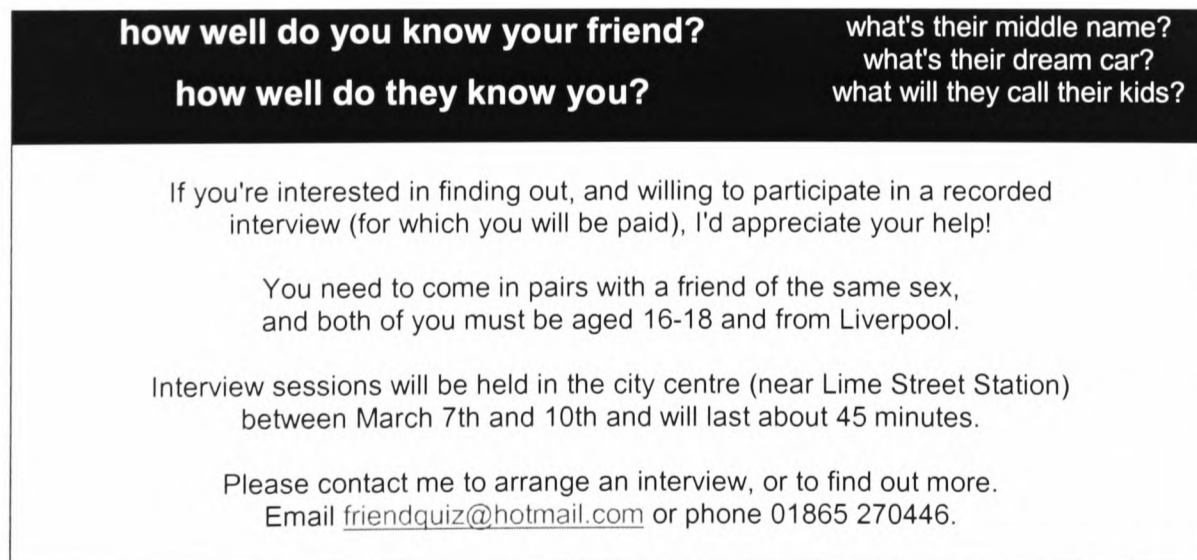 how well do you know your friend?
how well do they know you?
what's their middle name?
what's their dream car?
what will they call their kids?
If you're interested in finding out, and willing to participate in a recorded
interview (for which you will be paid), I'd appreciate your help!
You need to come in pairs with a friend of the same sex,
and both of you must be aged 16-18 and from Liverpool.
Interview sessions will be held in the city centre (near Lime Street Station)
between March 7th and 10th and will last about 45 minutes.
Please contact me to arrange an interview, or to find out more.
Email friendquiz@hotmail.com or phone 01865 270446.